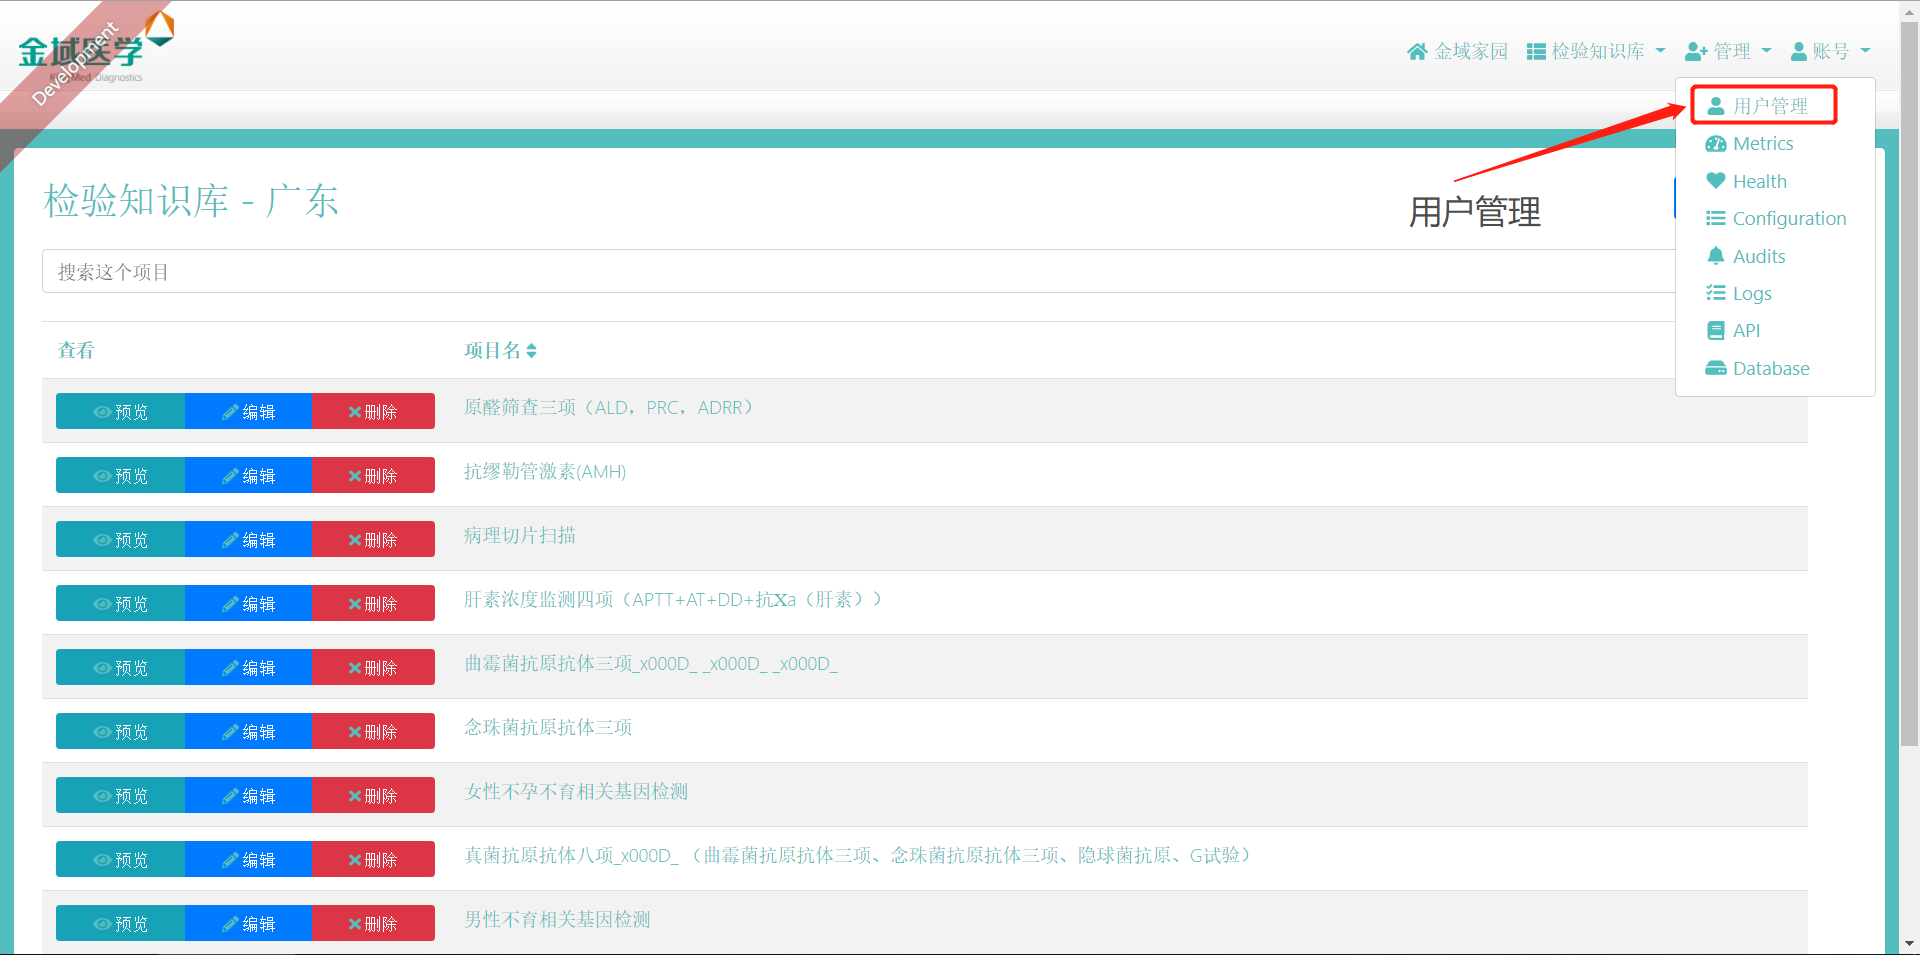 金域医学
KingMed Diagnostics
Development
金域家园 检验知识库 管理 账号
用户管理
Metrics
Health
Configuration
Audits
Logs
API
Database
用户管理
检验知识库 - 广东
搜索这个项目
查看 项目名
预览 编辑 删除 原醛筛查三项（ALD，PRC，ADRR）
预览 编辑 删除 抗缪勒管激素(AMH)
预览 编辑 删除 病理切片扫描
预览 编辑 删除 肝素浓度监测四项（APTT+AT+DD+抗Xa（肝素））
预览 编辑 删除 曲霉菌抗原抗体三项_x000D_ _x000D_ _x000D_
预览 编辑 删除 念珠菌抗原抗体三项
预览 编辑 删除 女性不孕不育相关基因检测
预览 编辑 删除 真菌抗原抗体八项_x000D_ （曲霉菌抗原抗体三项、念珠菌抗原抗体三项、隐球菌抗原、G试验）
预览 编辑 删除 男性不育相关基因检测